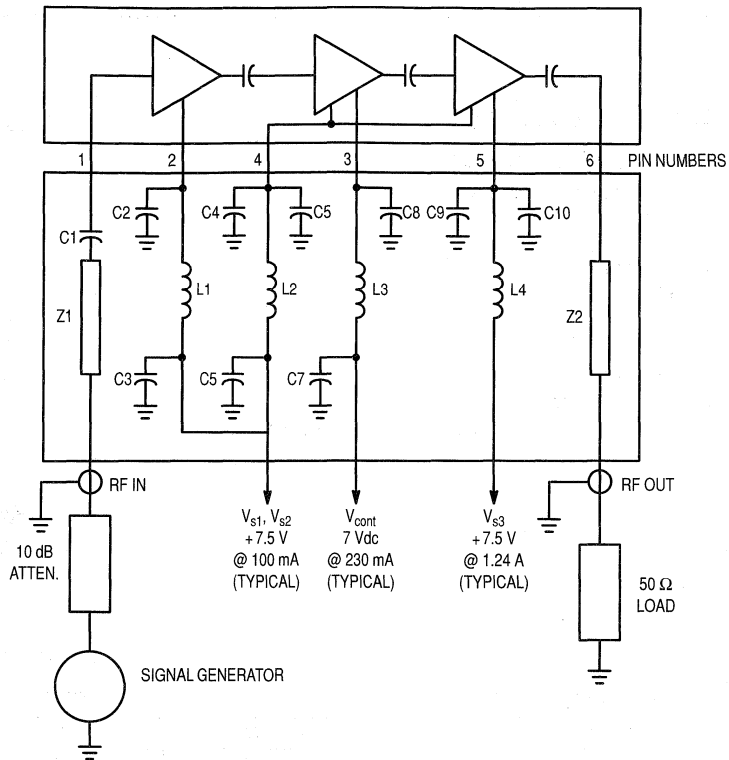 1 2 4 3 5 6 PIN NUMBERS
C2 C4 C5 C8 C9 C10
C1
L1 L2 L3 L4
Z1 Z2
C3 C5 C7
RF IN RF OUT
10 dB
ATTEN.
Vs1, Vs2
+7.5 V
@ 100 mA
(TYPICAL)
Vcont
7 Vdc
@ 230 mA
(TYPICAL)
Vs3
+7.5 V
@ 1.24 A
(TYPICAL)
50 Ω
LOAD
SIGNAL GENERATOR